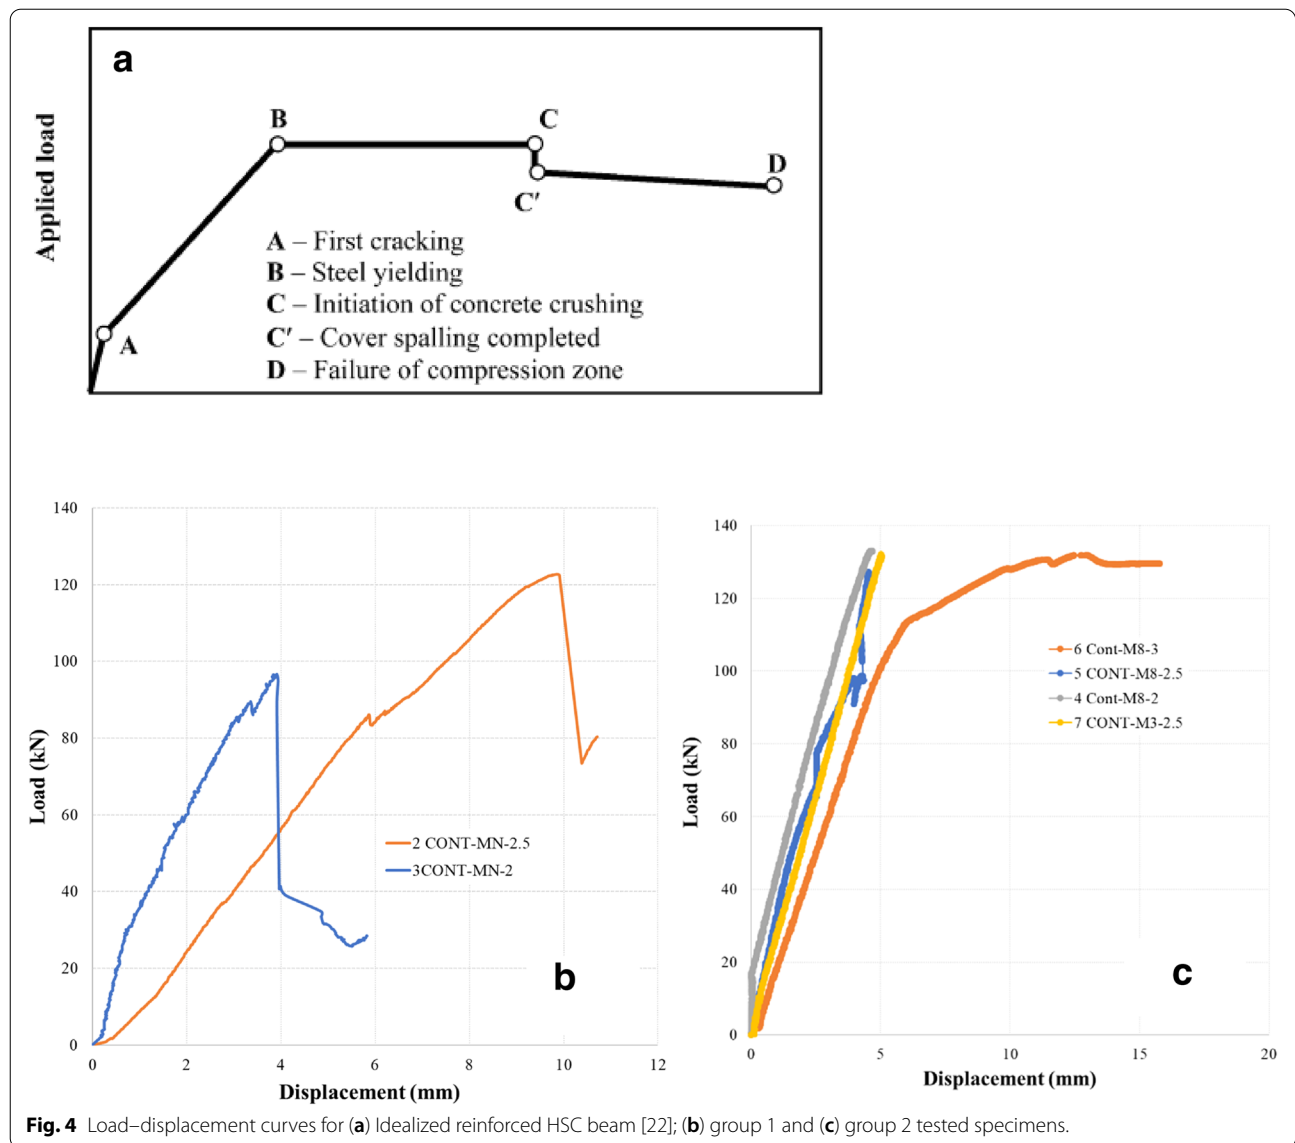 a
Applied load
B
C
C′
D
A
A – First cracking
B – Steel yielding
C – Initiation of concrete crushing
C′ – Cover spalling completed
D – Failure of compression zone
140
120
100
80
60
40
20
0
Load (kN)
0 2 4 6 8 10 12
Displacement (mm)
2 CONT-MN-2.5
3CONT-MN-2
b
140
120
100
80
60
40
20
0
Load (kN)
0 5 10 15 20
Displacement (mm)
6 Cont-M8-3
5 CONT-M8-2.5
4 Cont-M8-2
7 CONT-M3-2.5
c
Fig. 4 Load–displacement curves for (a) Idealized reinforced HSC beam [22]; (b) group 1 and (c) group 2 tested specimens.